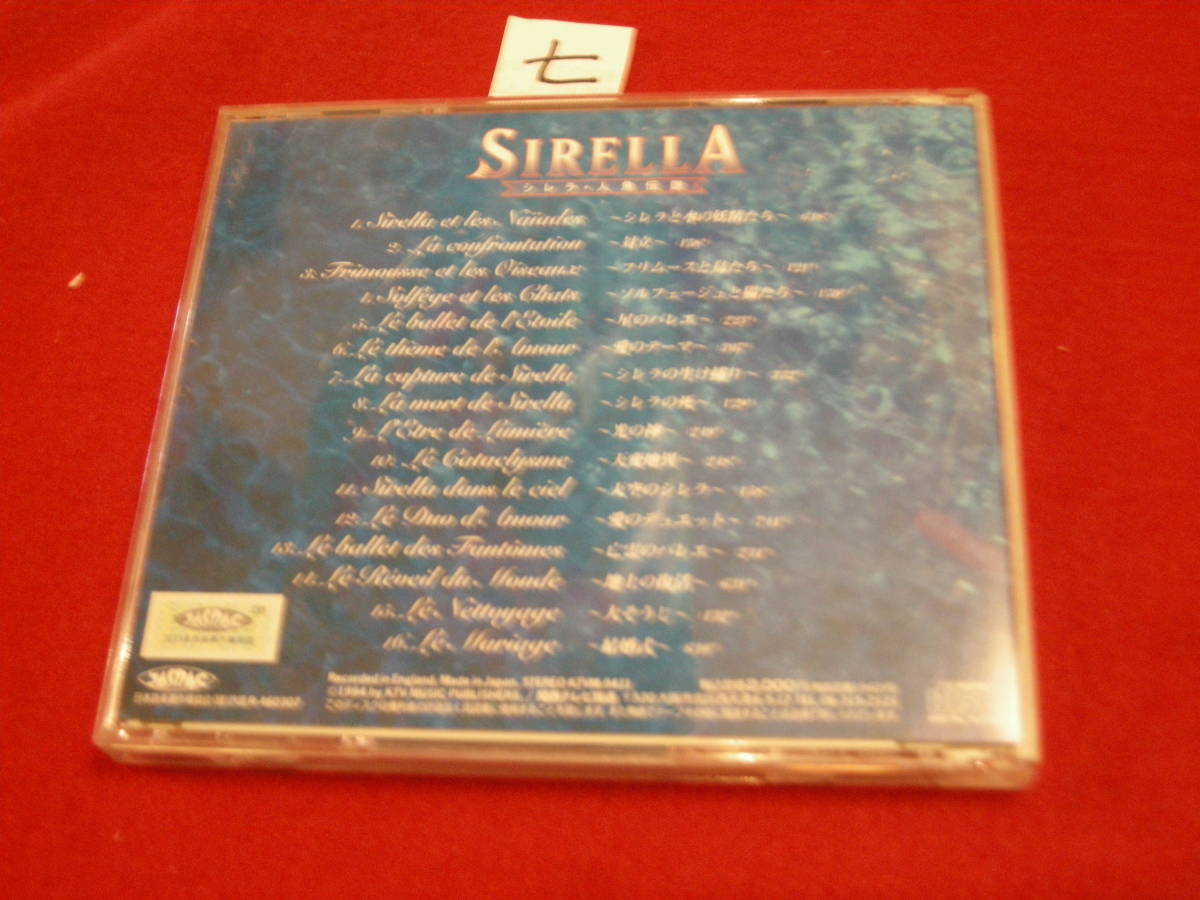 七
SIRELLA
シレラ人魚伝説
1. Sirella et les Naïades ~シレラと水の妖精たち~
2. La confrontation ~対立~
3. Frimousse et les Oiseaux ~フリムースと鳥たち~
4. Solfège et les Chats ~ソルフェージュと猫たち~
5. Le ballet de l'Etoile ~星のバレエ~
6. Le thème de l'Amour ~愛のテーマ~
7. La capture de Sirella ~シレラの生け捕り~
8. La mort de Sirella ~シレラの死~
9. l'Etre de Lumière ~光の神~
10. Le Cataclysme ~天変地異~
11. Sirella dans le ciel ~天空のシレラ~
12. Le Duo d'Amour ~愛のデュエット~
13. Le ballet des Fantômes ~亡霊のバレエ~
14. Le Réveil du Monde ~地上の復活~
15. Le Nettoyage ~大そうじ~
16. Le Mariage ~結婚式~
JASRAC
Recorded in England. Made in Japan. STEREO
©1994 by KTV MUSIC PUBLISHERS.